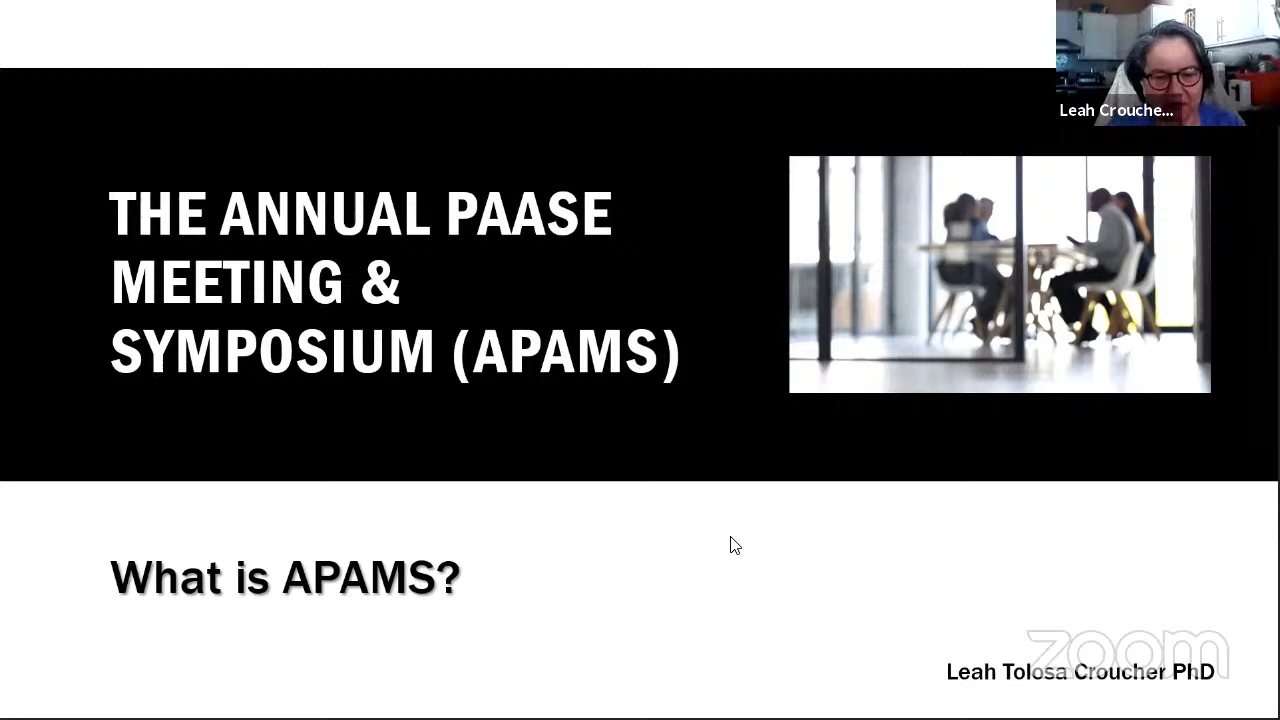 Leah Crouche...
THE ANNUAL PAASE
MEETING &
SYMPOSIUM (APAMS)
What is APAMS?
zoom
Leah Tolosa Croucher PhD